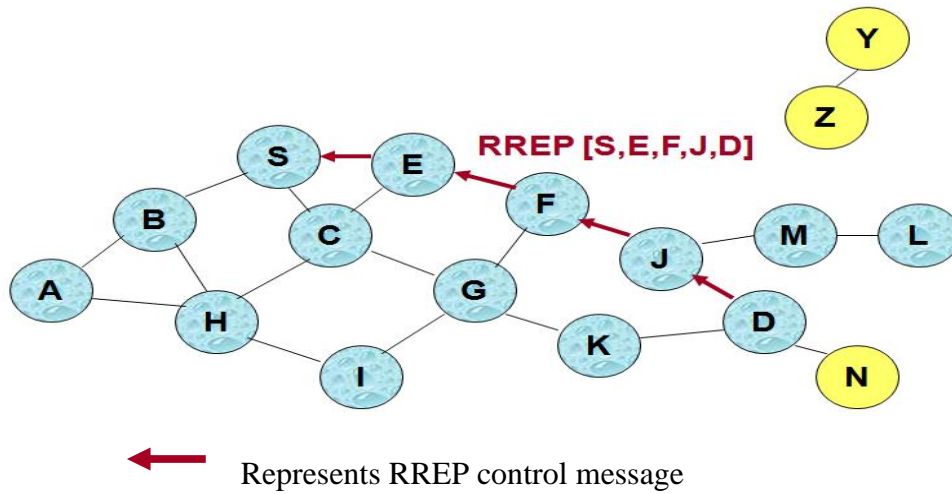 Y
Z
S
E
RREP [S,E,F,J,D]
B
F
C
J
M
L
A
H
G
K
D
I
N
Represents RREP control message